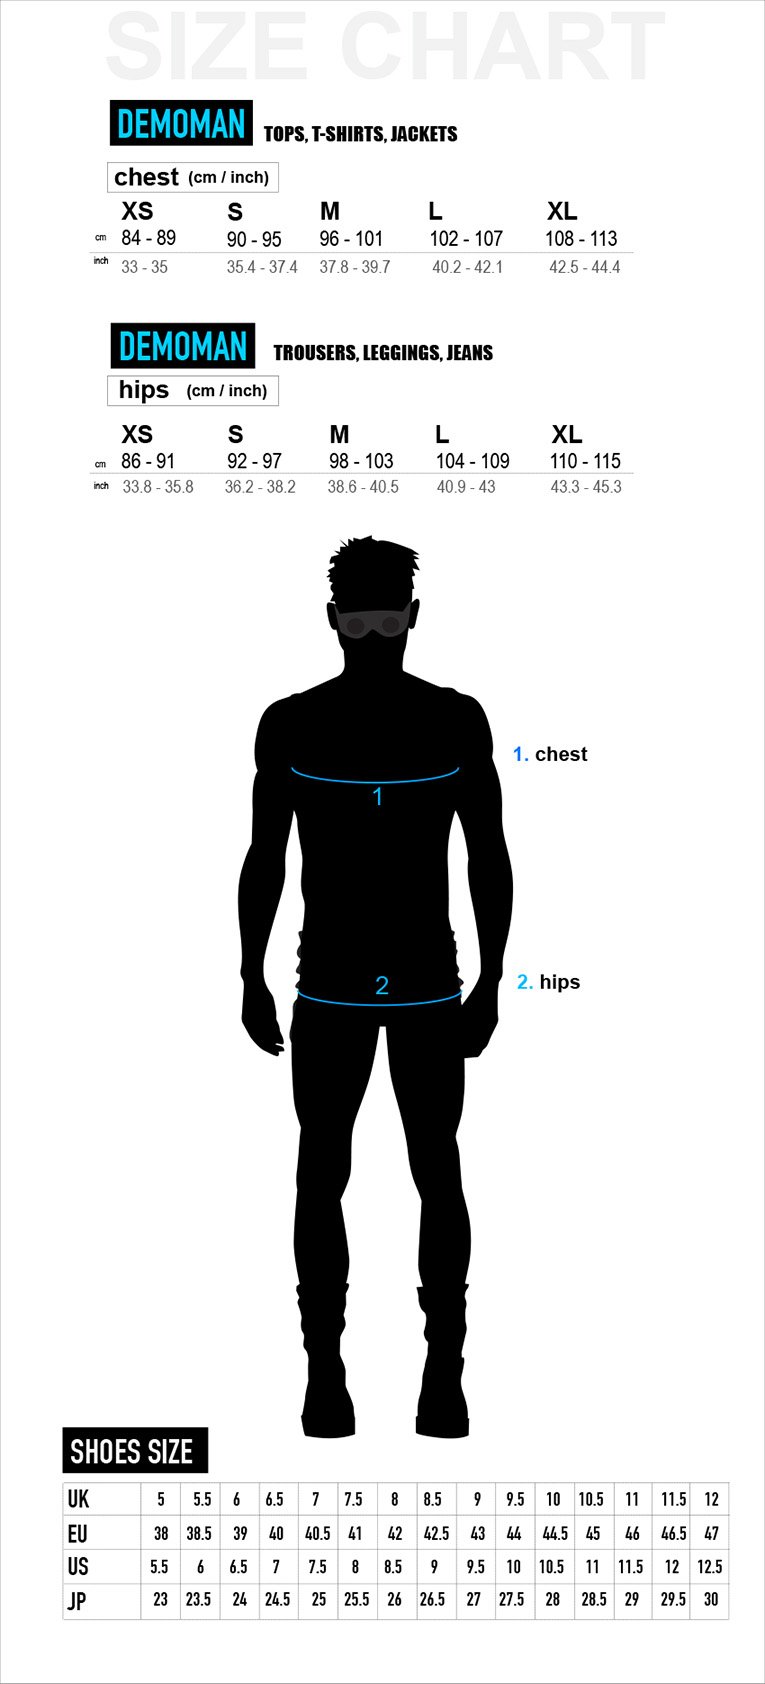 SIZE CHART
DEMOMAN TOPS, T-SHIRTS, JACKETS
chest (cm / inch)
XS S M L XL
cm 84 - 89 90 - 95 96 - 101 102 - 107 108 - 113
inch 33 - 35 35.4 - 37.4 37.8 - 39.7 40.2 - 42.1 42.5 - 44.4
DEMOMAN TROUSERS, LEGGINGS, JEANS
hips (cm / inch)
XS S M L XL
cm 86 - 91 92 - 97 98 - 103 104 - 109 110 - 115
inch 33.8 - 35.8 36.2 - 38.2 38.6 - 40.5 40.9 - 43 43.3 - 45.3
1. chest
1
2. hips
2
SHOES SIZE
UK 5 5.5 6 6.5 7 7.5 8 8.5 9 9.5 10 10.5 11 11.5 12
EU 38 38.5 39 40 40.5 41 42 42.5 43 44 44.5 45 46 46.5 47
US 5.5 6 6.5 7 7.5 8 8.5 9 9.5 10 10.5 11 11.5 12 12.5
JP 23 23.5 24 24.5 25 25.5 26 26.5 27 27.5 28 28.5 29 29.5 30